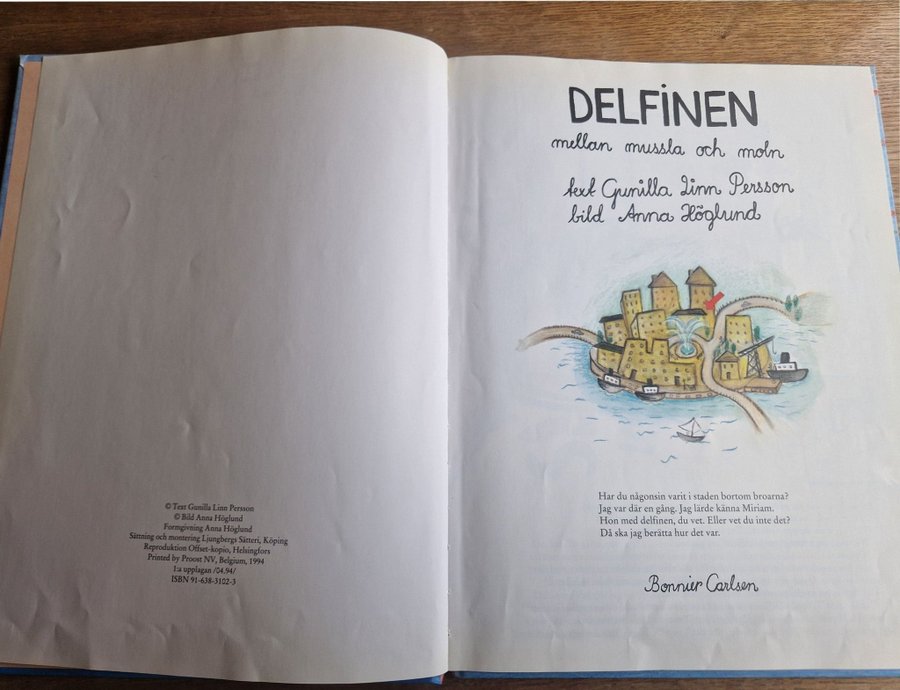 © Text Gunilla Linn Persson
© Bild Anna Höglund
Formgivning Anna Höglund
Sättning och montering Ljungbergs Sätteri, Köping
Reproduktion Offset-kopio, Helsingfors
Printed by Proost NV, Belgium, 1994
1:a upplagan /04.94/
ISBN 91-638-3102-3
DELFiNEN
mellan mussla och moln
text Gunilla Linn Persson
bild Anna Höglund
Har du någonsin varit i staden bortom broarna?
Jag var där en gång. Jag lärde känna Miriam.
Hon med delfinen, du vet. Eller vet du inte det?
Då ska jag berätta hur det var.
Bonnier Carlsen